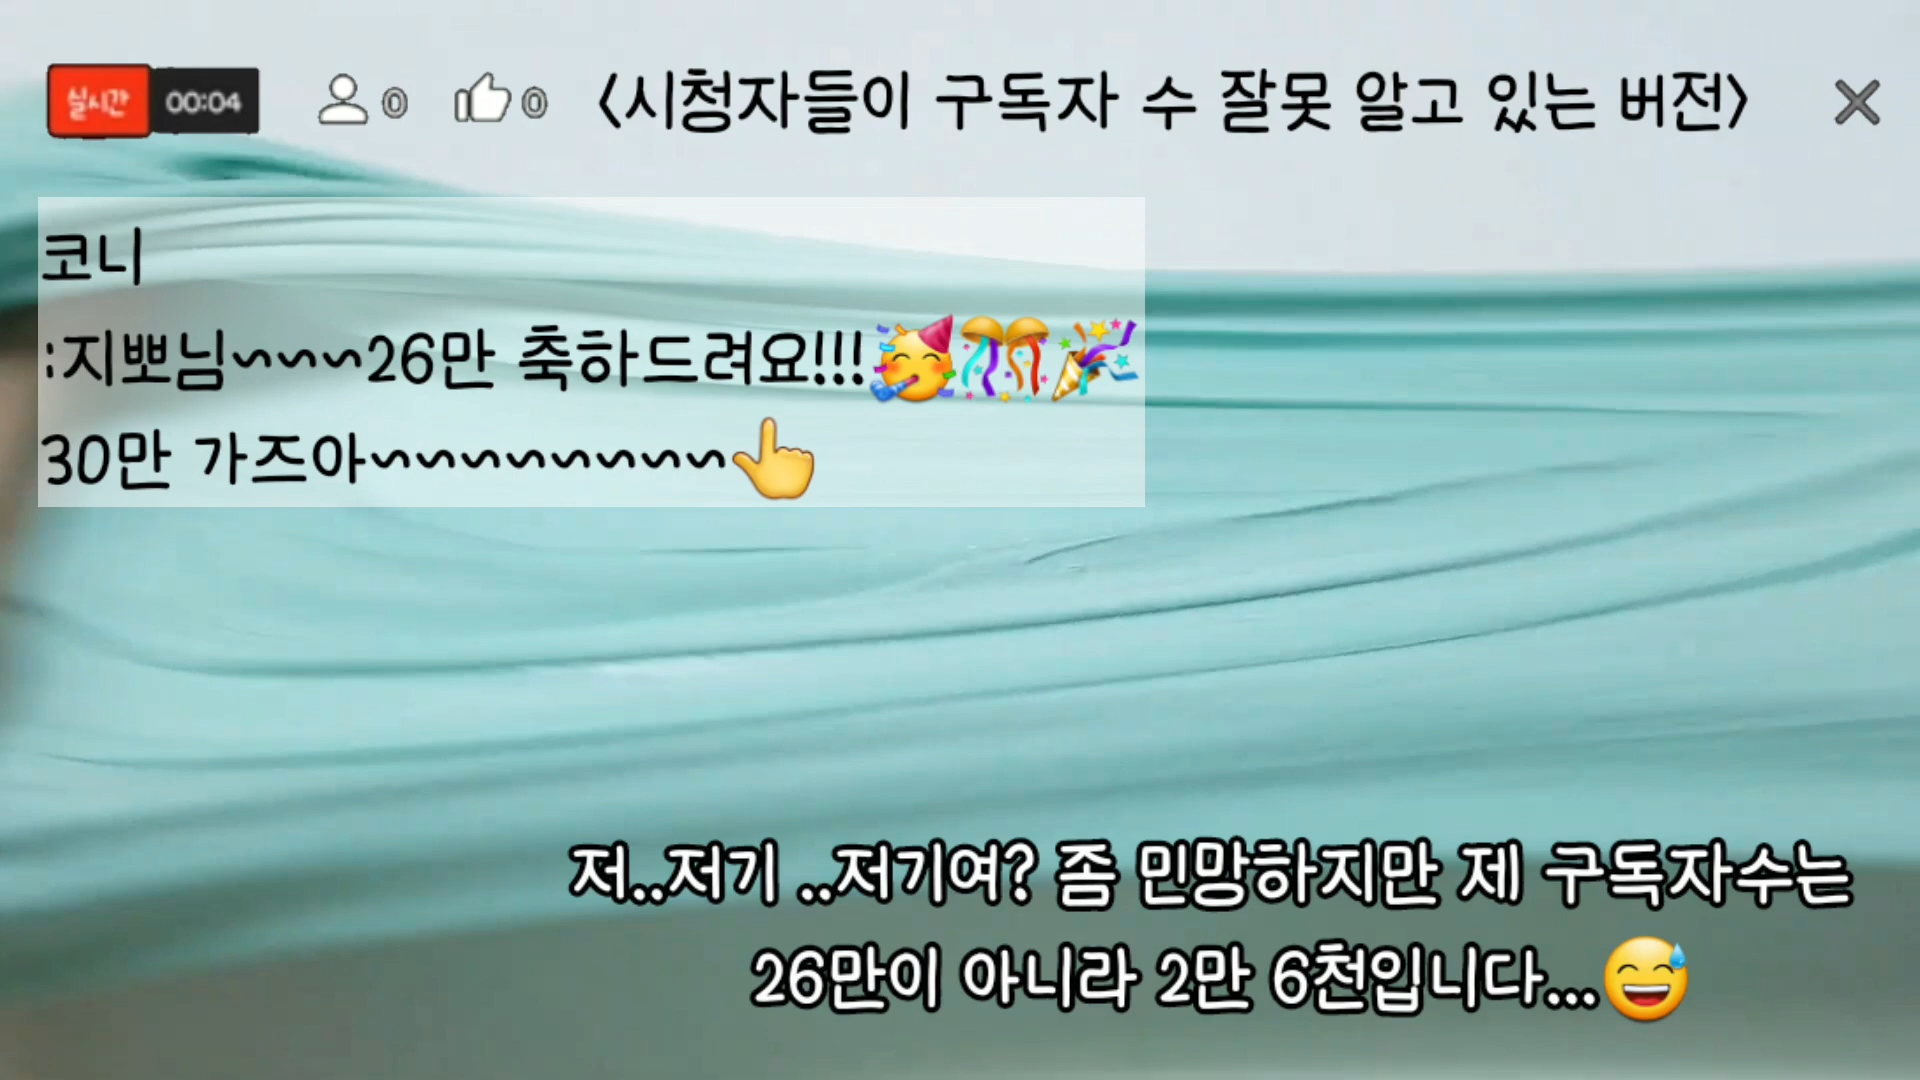 실시간 00:04 0 0 <시청자들이 구독자 수 잘못 알고 있는 버전>
코니
:지뽀님~~~26만 축하드려요!!!🥳🎊🎉
30만 가즈아~~~~~~~~👆
저..저기 ..저기여? 좀 민망하지만 제 구독자수는
26만이 아니라 2만 6천입니다...😅